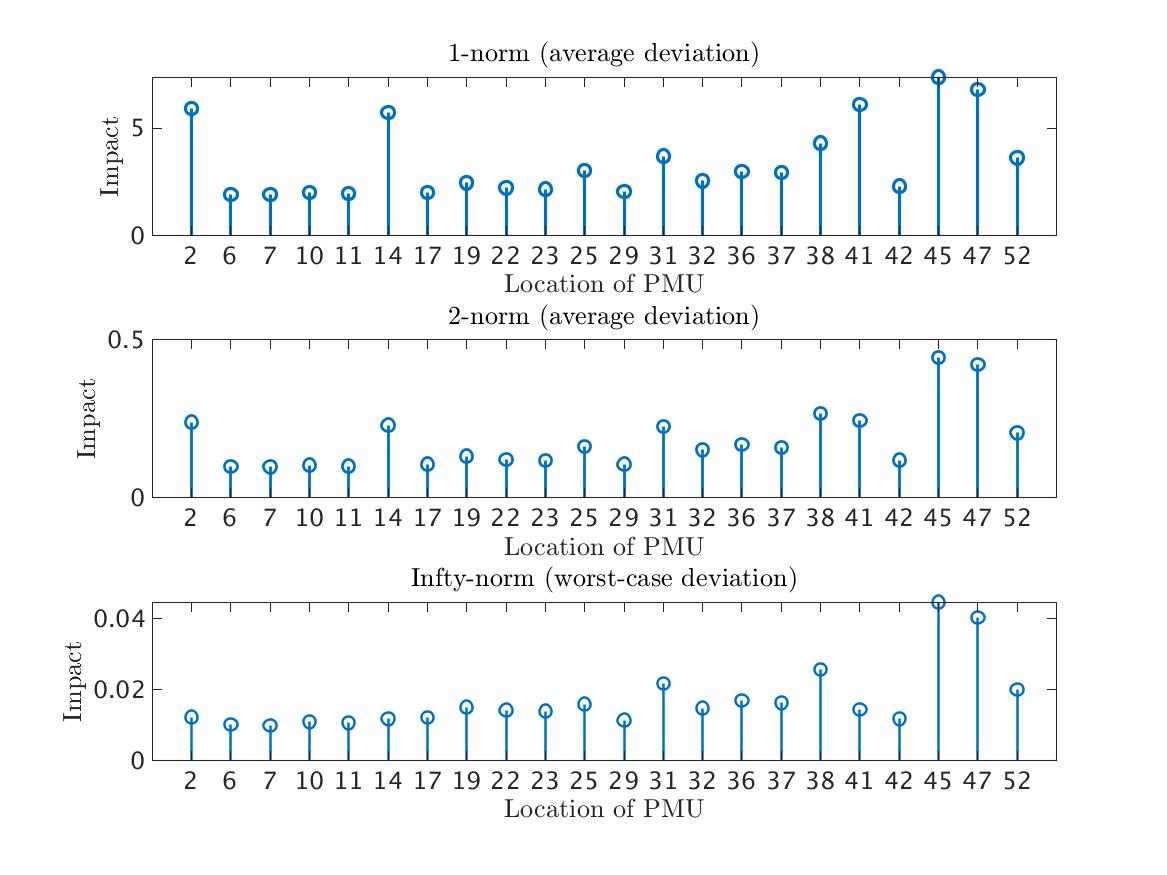 1-norm (average deviation)
Impact
5
0
2 6 7 10 11 14 17 19 22 23 25 29 31 32 36 37 38 41 42 45 47 52
Location of PMU
2-norm (average deviation)
Impact
0.5
0
2 6 7 10 11 14 17 19 22 23 25 29 31 32 36 37 38 41 42 45 47 52
Location of PMU
Infty-norm (worst-case deviation)
Impact
0.04
0.02
0
2 6 7 10 11 14 17 19 22 23 25 29 31 32 36 37 38 41 42 45 47 52
Location of PMU